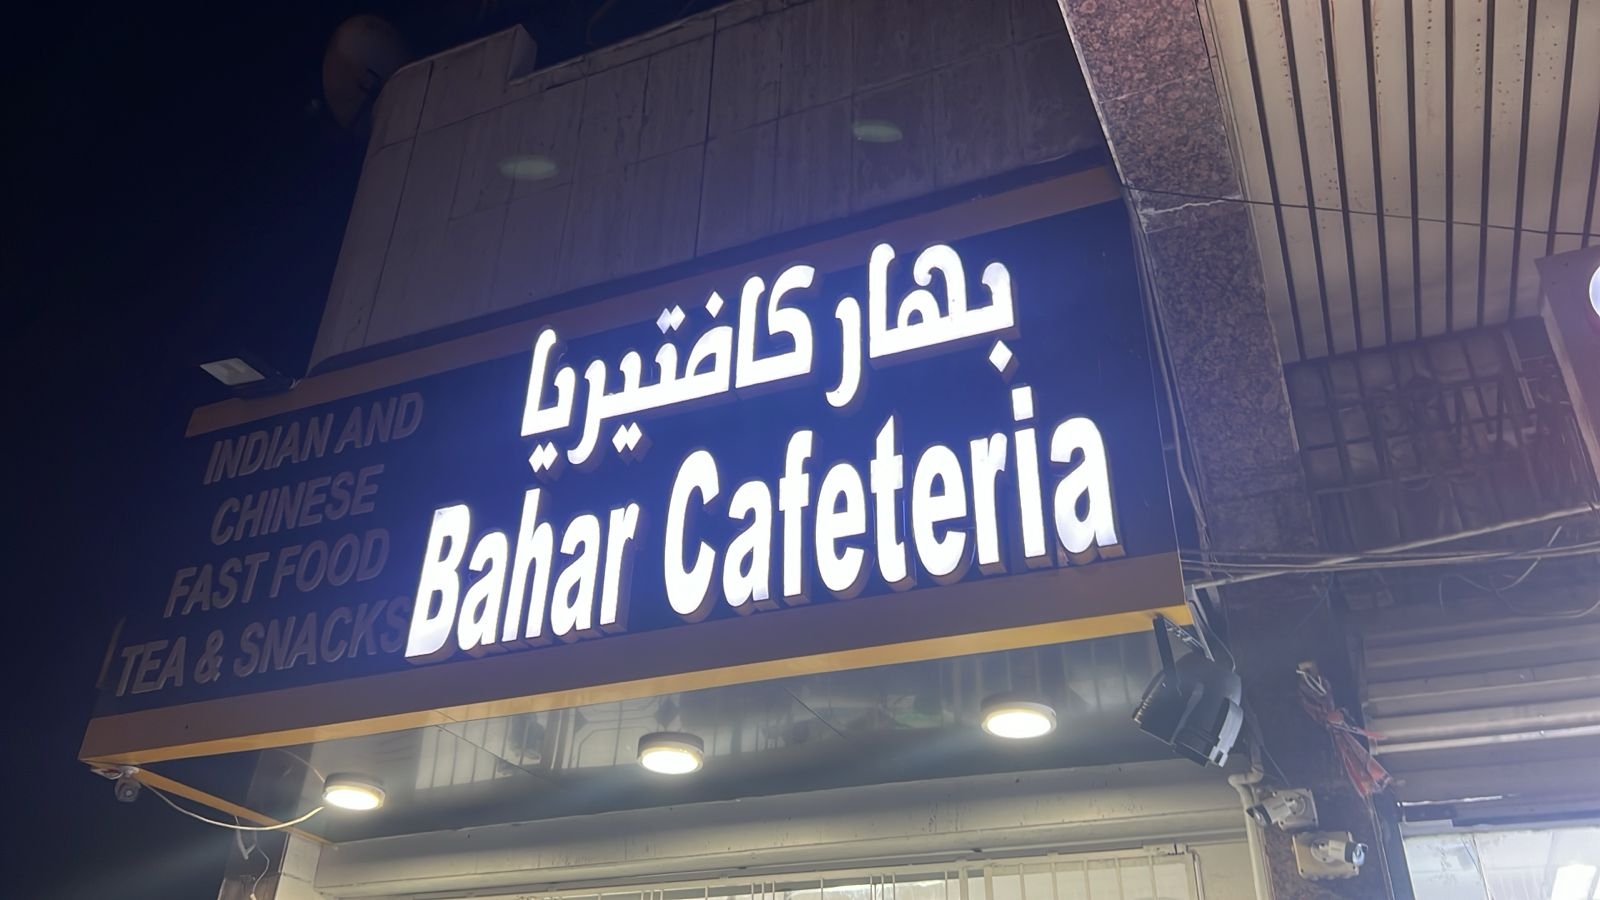 بهار كافتيريا
Bahar Cafeteria
INDIAN AND
CHINESE
FAST FOOD
TEA & SNACKS